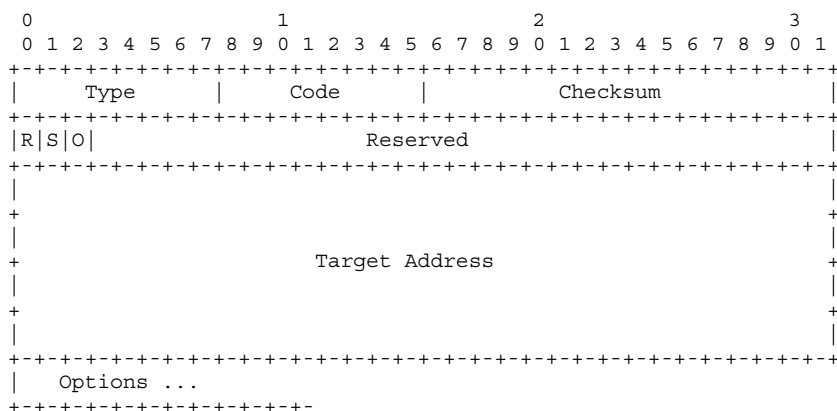 0                   1                   2                   3
0 1 2 3 4 5 6 7 8 9 0 1 2 3 4 5 6 7 8 9 0 1 2 3 4 5 6 7 8 9 0 1
+-+-+-+-+-+-+-+-+-+-+-+-+-+-+-+-+-+-+-+-+-+-+-+-+-+-+-+-+-+-+-+-+
|     Type      |     Code      |          Checksum             |
+-+-+-+-+-+-+-+-+-+-+-+-+-+-+-+-+-+-+-+-+-+-+-+-+-+-+-+-+-+-+-+-+
|R|S|O|                     Reserved                            |
+-+-+-+-+-+-+-+-+-+-+-+-+-+-+-+-+-+-+-+-+-+-+-+-+-+-+-+-+-+-+-+-+
|                                                               |
+                                                               +
|                                                               |
+                       Target Address                          +
|                                                               |
+                                                               +
|                                                               |
+-+-+-+-+-+-+-+-+-+-+-+-+-+-+-+-+-+-+-+-+-+-+-+-+-+-+-+-+-+-+-+-+
|   Options ...
+-+-+-+-+-+-+-+-+-+-+-+-